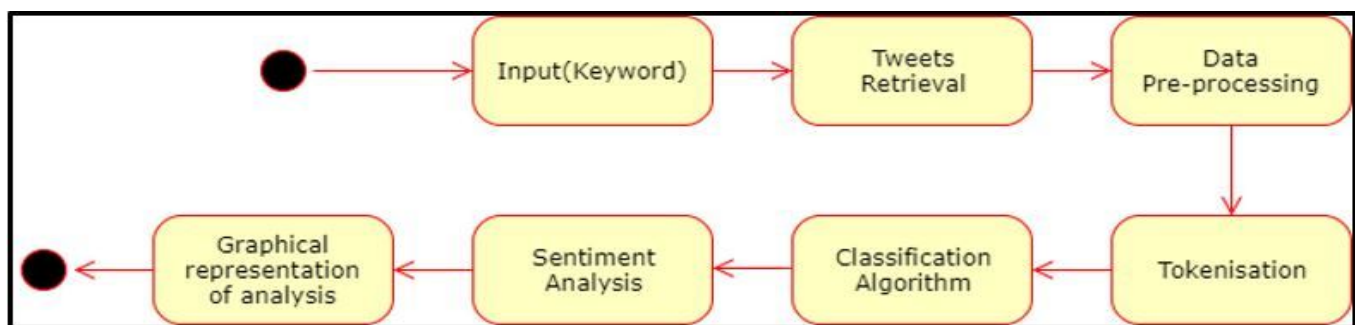 Input(Keyword)
Tweets
Retrieval
Data
Pre-processing
Tokenisation
Classification
Algorithm
Sentiment
Analysis
Graphical
representation
of analysis